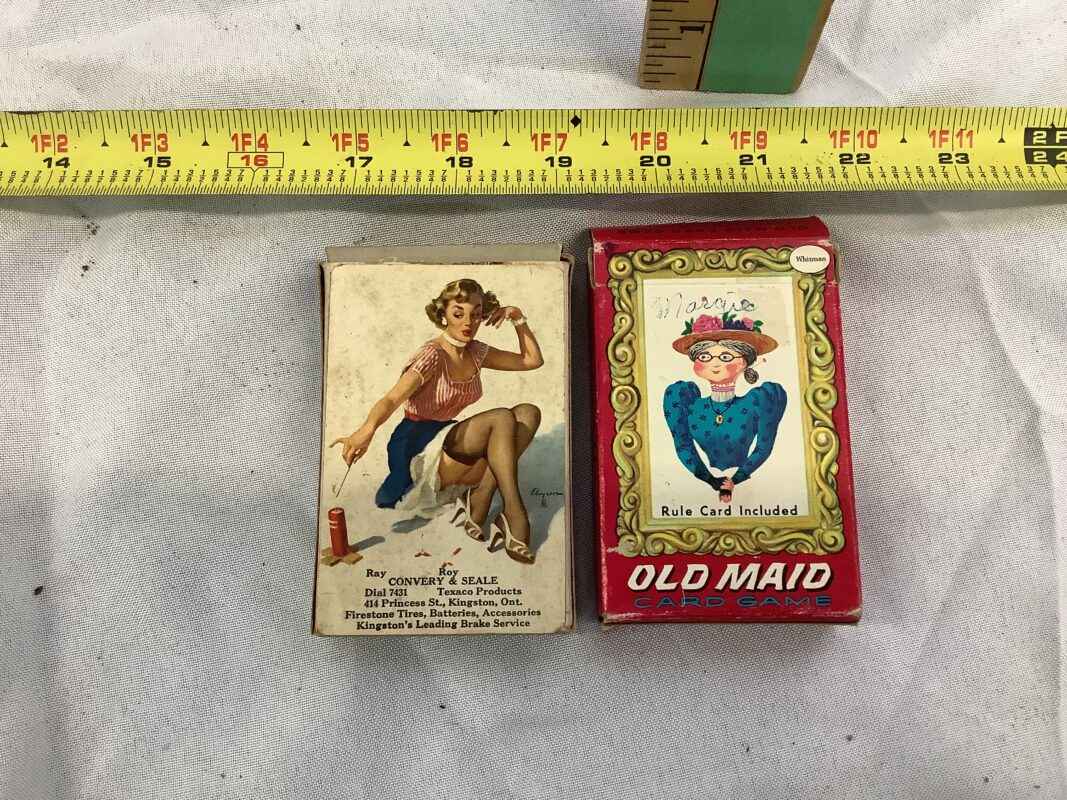 1
1F2 1F3 1F4 1F5 1F6 1F7 1F8 1F9 1F10 1F11 2F
14 15 16 17 18 19 20 21 22 23 24
Elvgren
Ray Roy
CONVERY & SEALE
Dial 7431 Texaco Products
414 Princess St., Kingston, Ont.
Firestone Tires, Batteries, Accessories
Kingston's Leading Brake Service
Whitman
Rule Card Included
OLD MAID
CARD GAME